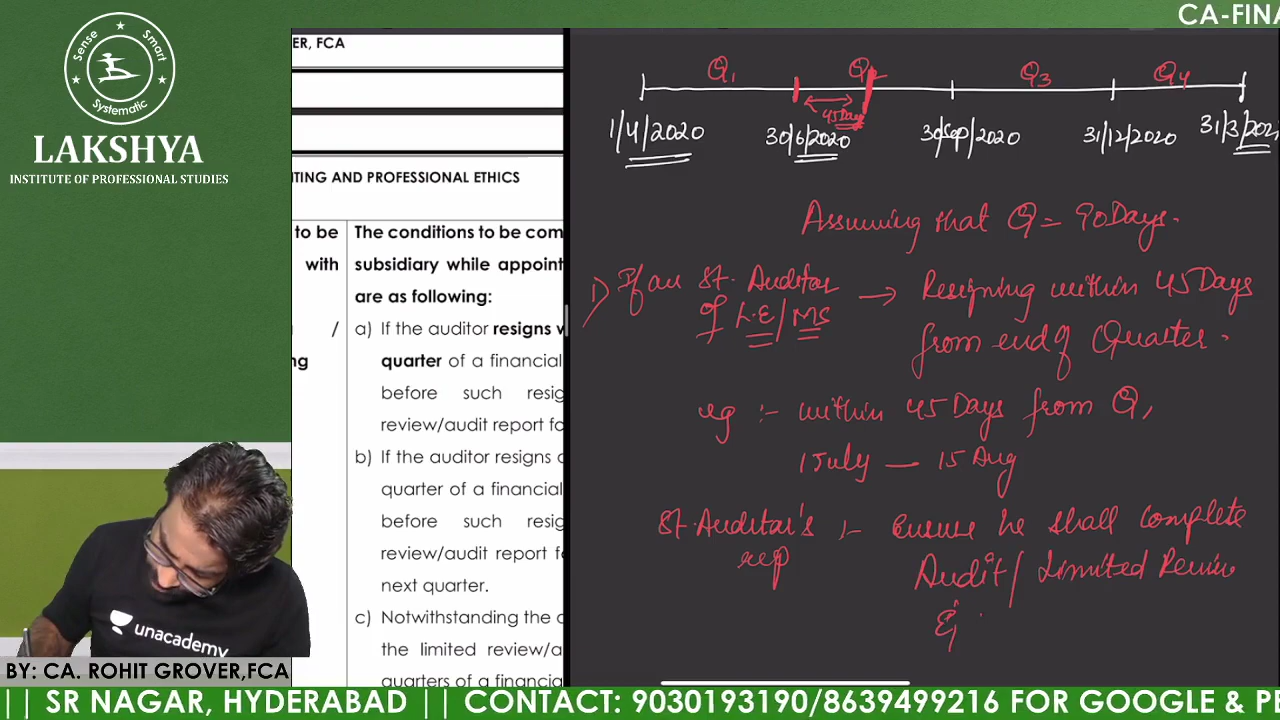 CA-FINA
Sense
Smart
Systematic
LAKSHYA
INSTITUTE OF PROFESSIONAL STUDIES
ER, FCA
TING AND PROFESSIONAL ETHICS
to be
with
/
ng
The conditions to be com
subsidiary while appoint
are as following:
a) If the auditor resigns w
quarter of a financial
before such resig
review/audit report fo
b) If the auditor resigns a
quarter of a financial
before such resig
review/audit report fo
next quarter.
c) Notwithstanding the a
the limited review/a
quarters of a financia
Q1 Q2 Q3 Q4
45 Days
1/4/2020 30/6/2020 30/Sep/2020 31/12/2020 31/3/2021
Assuming that Q = 90 Days.
1) If an St. Auditor
of L.E/MS → Resigning within 45 Days
from end of Quarter.
eg :- within 45 Days from Q1
1 July — 15 Aug
St. Auditor's :- Ensure he shall complete
Audit/ Limited Review
&
unacademy
BY: CA. ROHIT GROVER,FCA
|| SR NAGAR, HYDERABAD || CONTACT: 9030193190/8639499216 FOR GOOGLE & PE